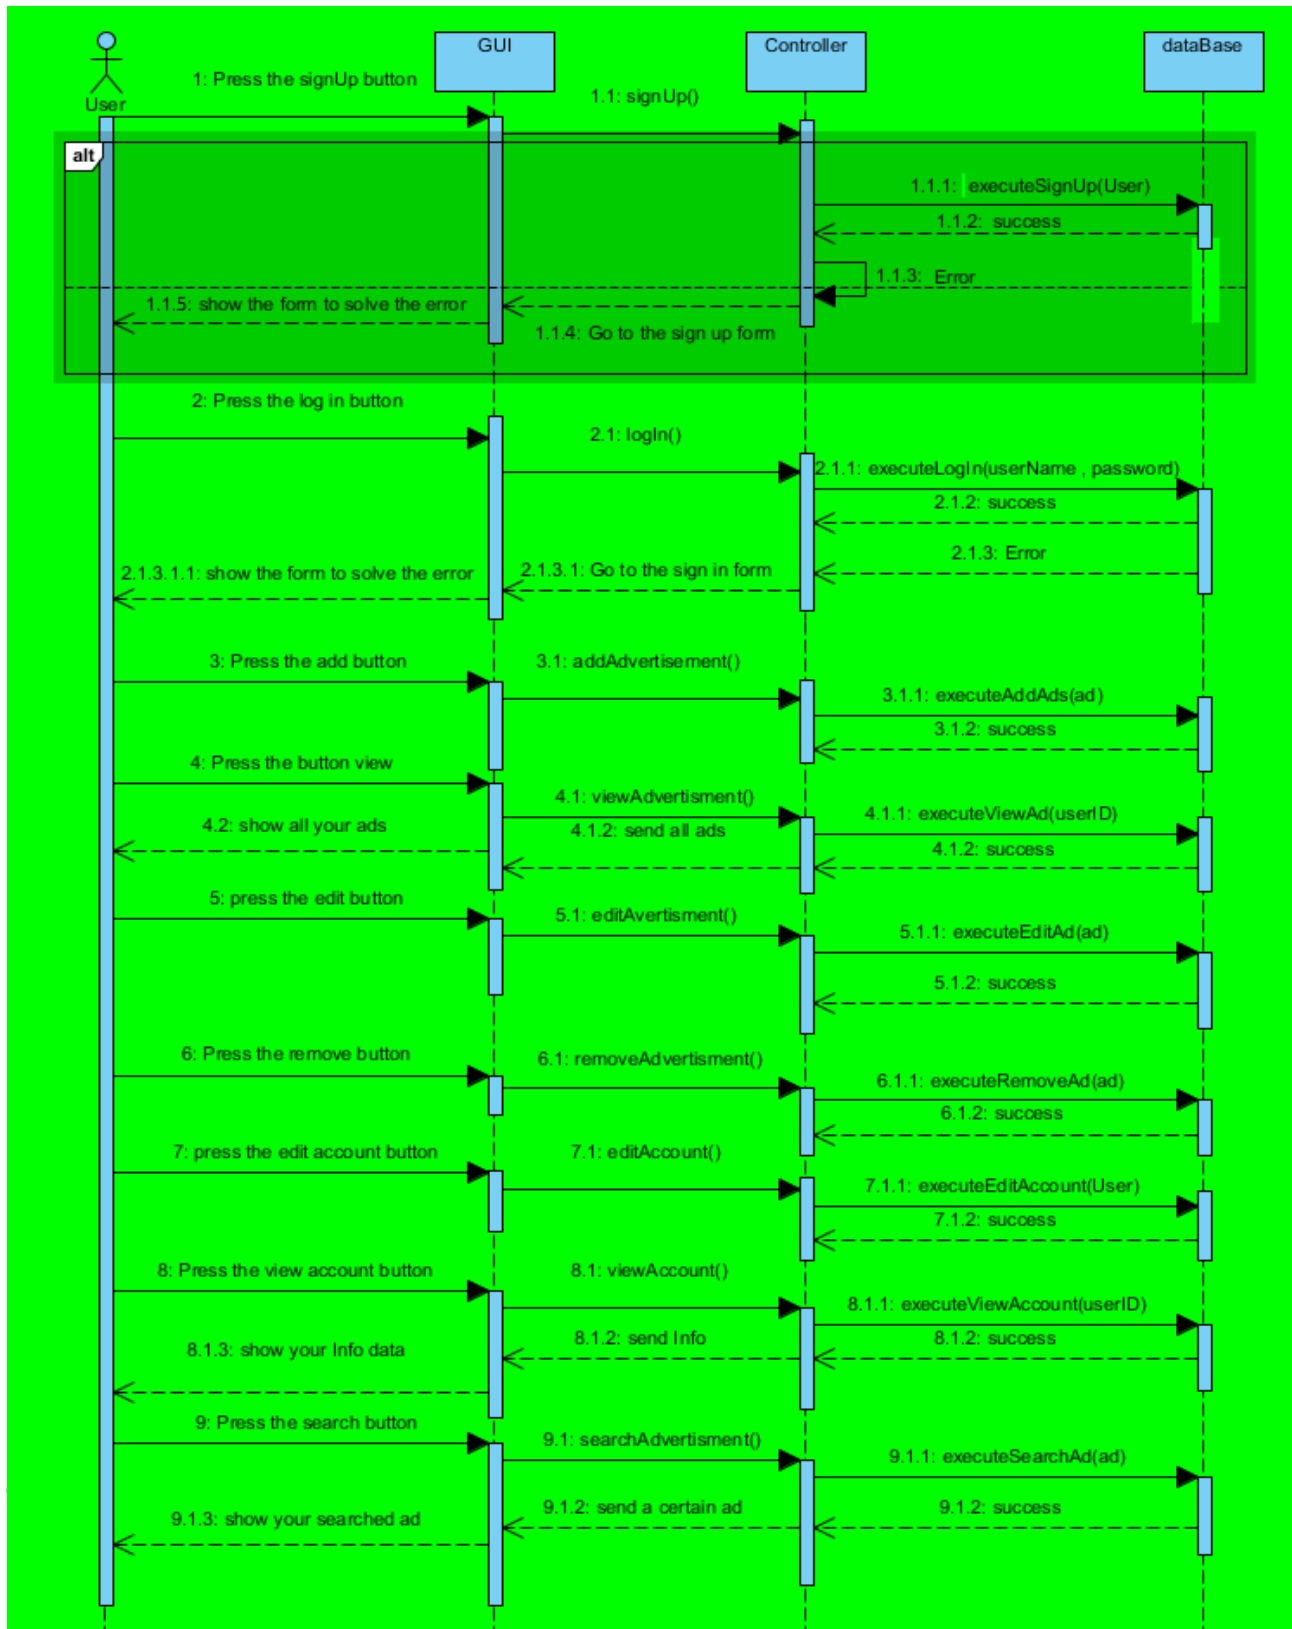 User
GUI
Controller
dataBase
1: Press the signUp button
1.1: signUp()
alt
1.1.1: executeSignUp(User)
1.1.2: success
1.1.3: Error
1.1.5: show the form to solve the error
1.1.4: Go to the sign up form
2: Press the log in button
2.1: logIn()
2.1.1: executeLogIn(userName , password)
2.1.2: success
2.1.3: Error
2.1.3.1: Go to the sign in form
2.1.3.1.1: show the form to solve the error
3: Press the add button
3.1: addAdvertisement()
3.1.1: executeAddAds(ad)
3.1.2: success
4: Press the button view
4.1: viewAdvertisment()
4.1.1: executeViewAd(userID)
4.2: show all your ads
4.1.2: send all ads
4.1.2: success
5: press the edit button
5.1: editAvertisment()
5.1.1: executeEditAd(ad)
5.1.2: success
6: Press the remove button
6.1: removeAdvertisment()
6.1.1: executeRemoveAd(ad)
6.1.2: success
7: press the edit account button
7.1: editAccount()
7.1.1: executeEditAccount(User)
7.1.2: success
8: Press the view account button
8.1: viewAccount()
8.1.1: executeViewAccount(userID)
8.1.2: send Info
8.1.2: success
8.1.3: show your Info data
9: Press the search button
9.1: searchAdvertisment()
9.1.1: executeSearchAd(ad)
9.1.2: send a certain ad
9.1.2: success
9.1.3: show your searched ad